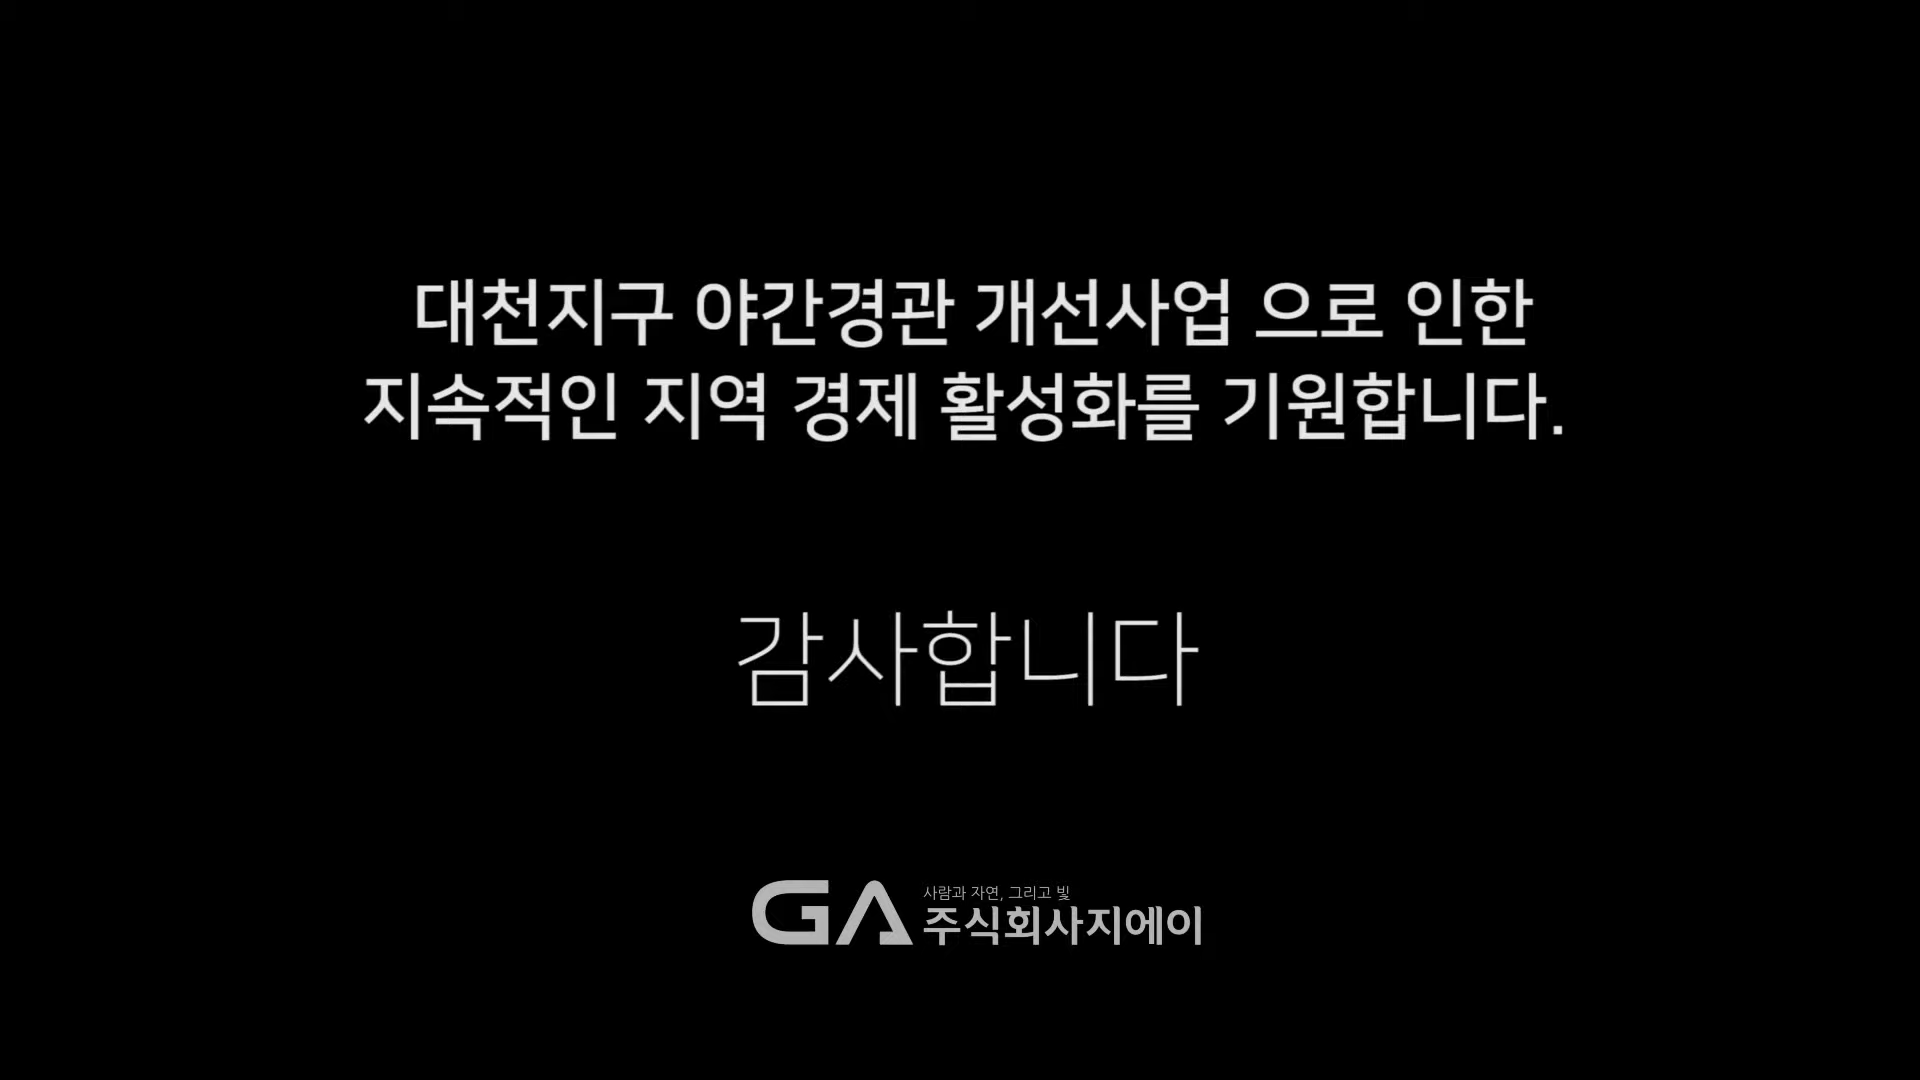 대천지구 야간경관 개선사업 으로 인한
지속적인 지역 경제 활성화를 기원합니다.
감사합니다
GA
사람과 자연, 그리고 빛
주식회사지에이